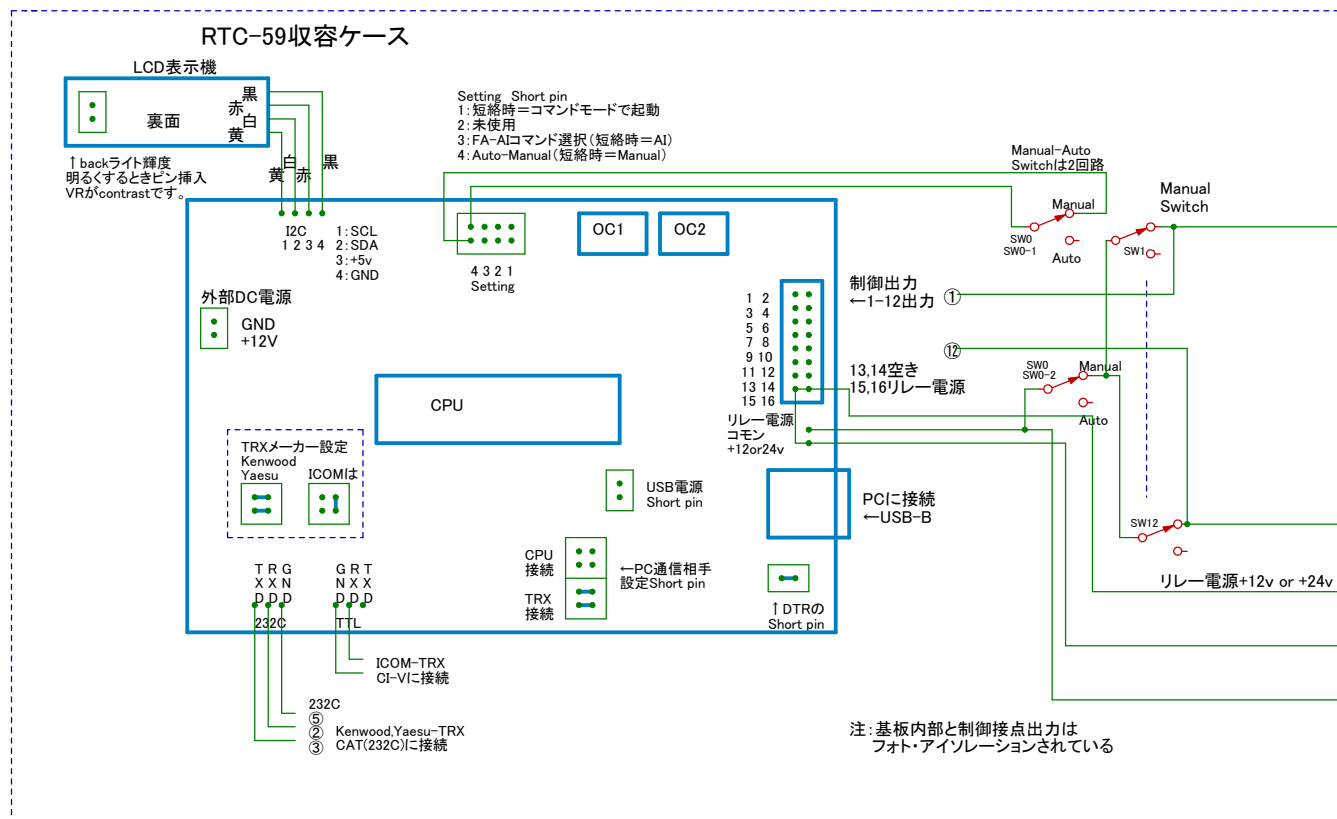 RTC-59収容ケース
LCD表示機
裏面
黒
赤
白
黄
↑backライト輝度
明るくするときピン挿入
VRがcontrastです。
白 黒
黄 赤
Setting Short pin
1:短絡時=コマンドモードで起動
2:未使用
3:FA-AIコマンド選択(短絡時=AI)
4:Auto-Manual(短絡時=Manual)
I2C
1 2 3 4
1:SCL
2:SDA
3:+5v
4:GND
4 3 2 1
Setting
OC1
OC2
外部DC電源
GND
+12V
CPU
1 2
3 4
5 6
7 8
9 10
11 12
13 14
15 16
制御出力
←1-12出力
①
⑫
13,14空き
15,16リレー電源
リレー電源
コモン
+12or24v
Manual-Auto
Switchは2回路
Manual
SW0
SW0-1
Auto
Manual
Switch
SW1
SW0
SW0-2
Manual
Auto
SW12
リレー電源+12v or +24v
TRXメーカー設定
Kenwood
Yaesu
ICOMは
USB電源
Short pin
PCに接続
←USB-B
CPU
接続
TRX
接続
←PC通信相手
設定Short pin
↑DTRの
Short pin
TXD RXD GND
232C
GND RXD TXD
TTL
ICOM-TRX
CI-Vに接続
232C
⑤
② Kenwood,Yaesu-TRX
③ CAT(232C)に接続
注:基板内部と制御接点出力は
フォト・アイソレーションされている